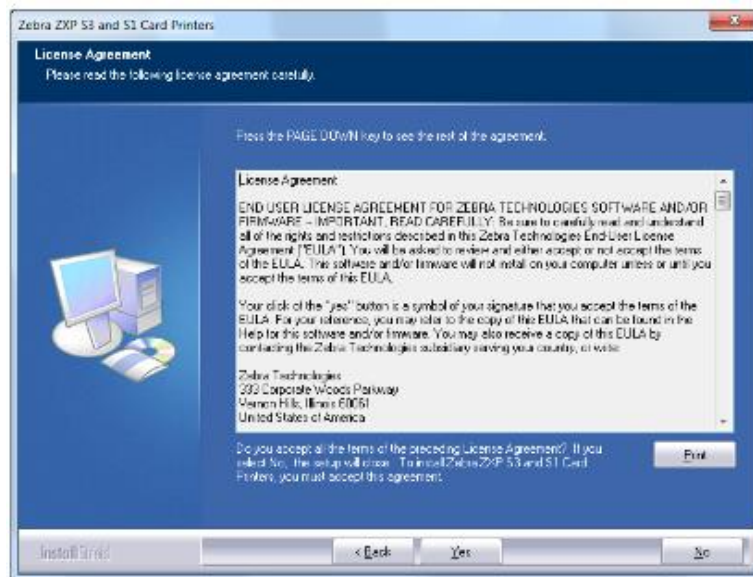 Zebra ZXP S3 and S1 Card Printers
License Agreement
Please read the following license agreement carefully.
Press the PAGE DOWN key to see the rest of the agreement.
License Agreement
END USER LICENSE AGREEMENT FOR ZEBRA TECHNOLOGIES SOFTWARE AND/OR
FIRMWARE – IMPORTANT, READ CAREFULLY: Be sure to carefully read and understand
all of the rights and restrictions described in this Zebra Technologies End-User License
Agreement ("EULA"). You will be asked to review and either accept or not accept the terms
of the EULA. This software and/or firmware will not install on your computer unless or until you
accept the terms of this EULA.
Your click of the "yes" button is a symbol of your signature that you accept the terms of the
EULA. For your reference, you may refer to the copy of this EULA that can be found in the
Help for this software and/or firmware. You may also receive a copy of this EULA by
contacting the Zebra Technologies subsidiary serving your country, or write:
Zebra Technologies
333 Corporate Woods Parkway
Vernon Hills, Illinois 60061
United States of America
Do you accept all the terms of the preceding License Agreement? If you
select No, the setup will close. To install Zebra ZXP S3 and S1 Card
Printers, you must accept this agreement.
Print
InstallShield
< Back
Yes
No